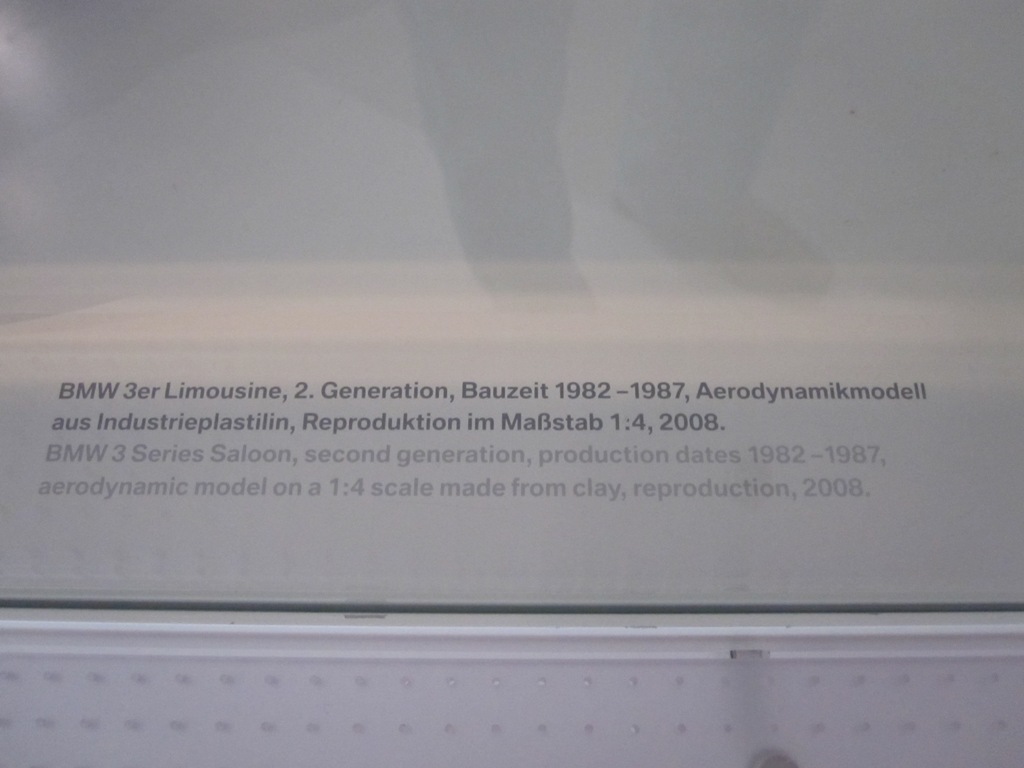 BMW 3er Limousine, 2. Generation, Bauzeit 1982 –1987, Aerodynamikmodell
aus Industrieplastilin, Reproduktion im Maßstab 1:4, 2008.
BMW 3 Series Saloon, second generation, production dates 1982 –1987,
aerodynamic model on a 1:4 scale made from clay, reproduction, 2008.